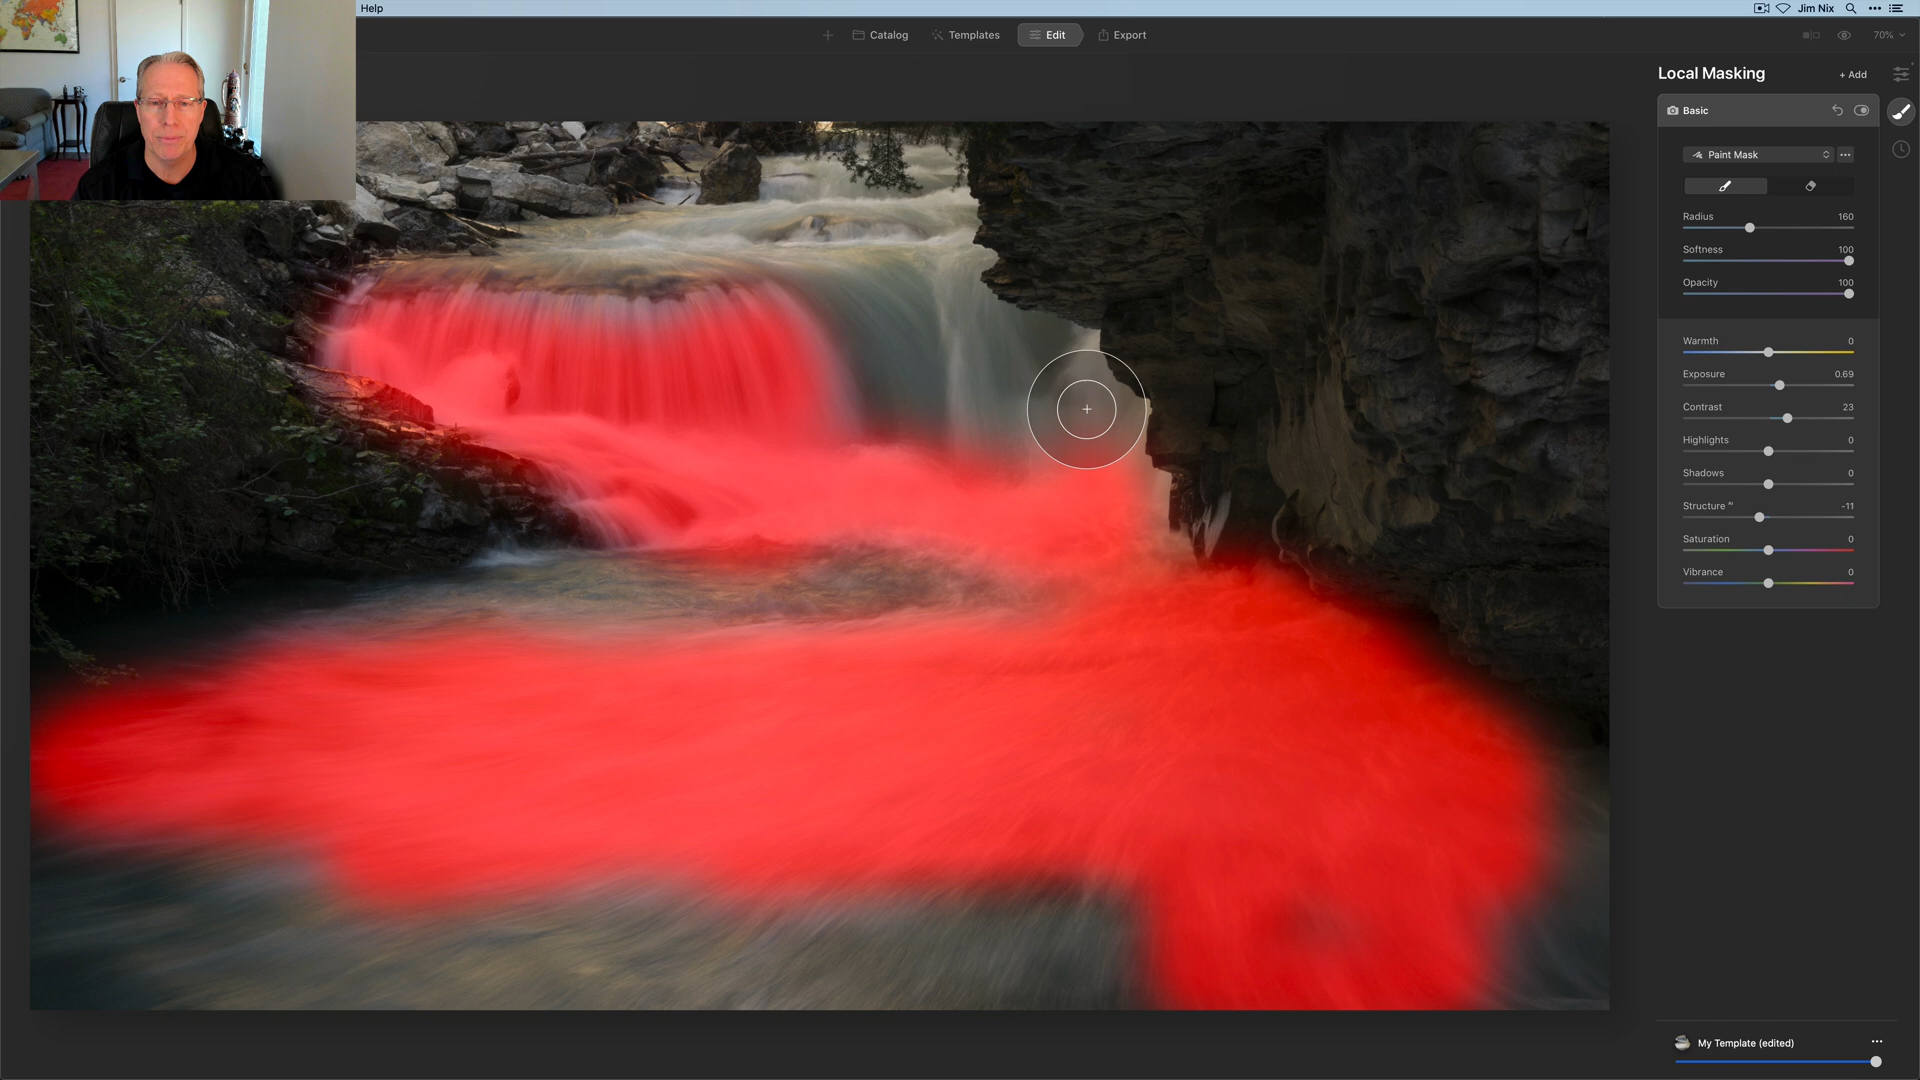 Help
Jim Nix
Catalog
Templates
Edit
Export
70%
Local Masking
+ Add
Basic
Paint Mask
Radius 160
Softness 100
Opacity 100
Warmth 0
Exposure 0.69
Contrast 23
Highlights 0
Shadows 0
Structure AI -11
Saturation 0
Vibrance 0
My Template (edited)